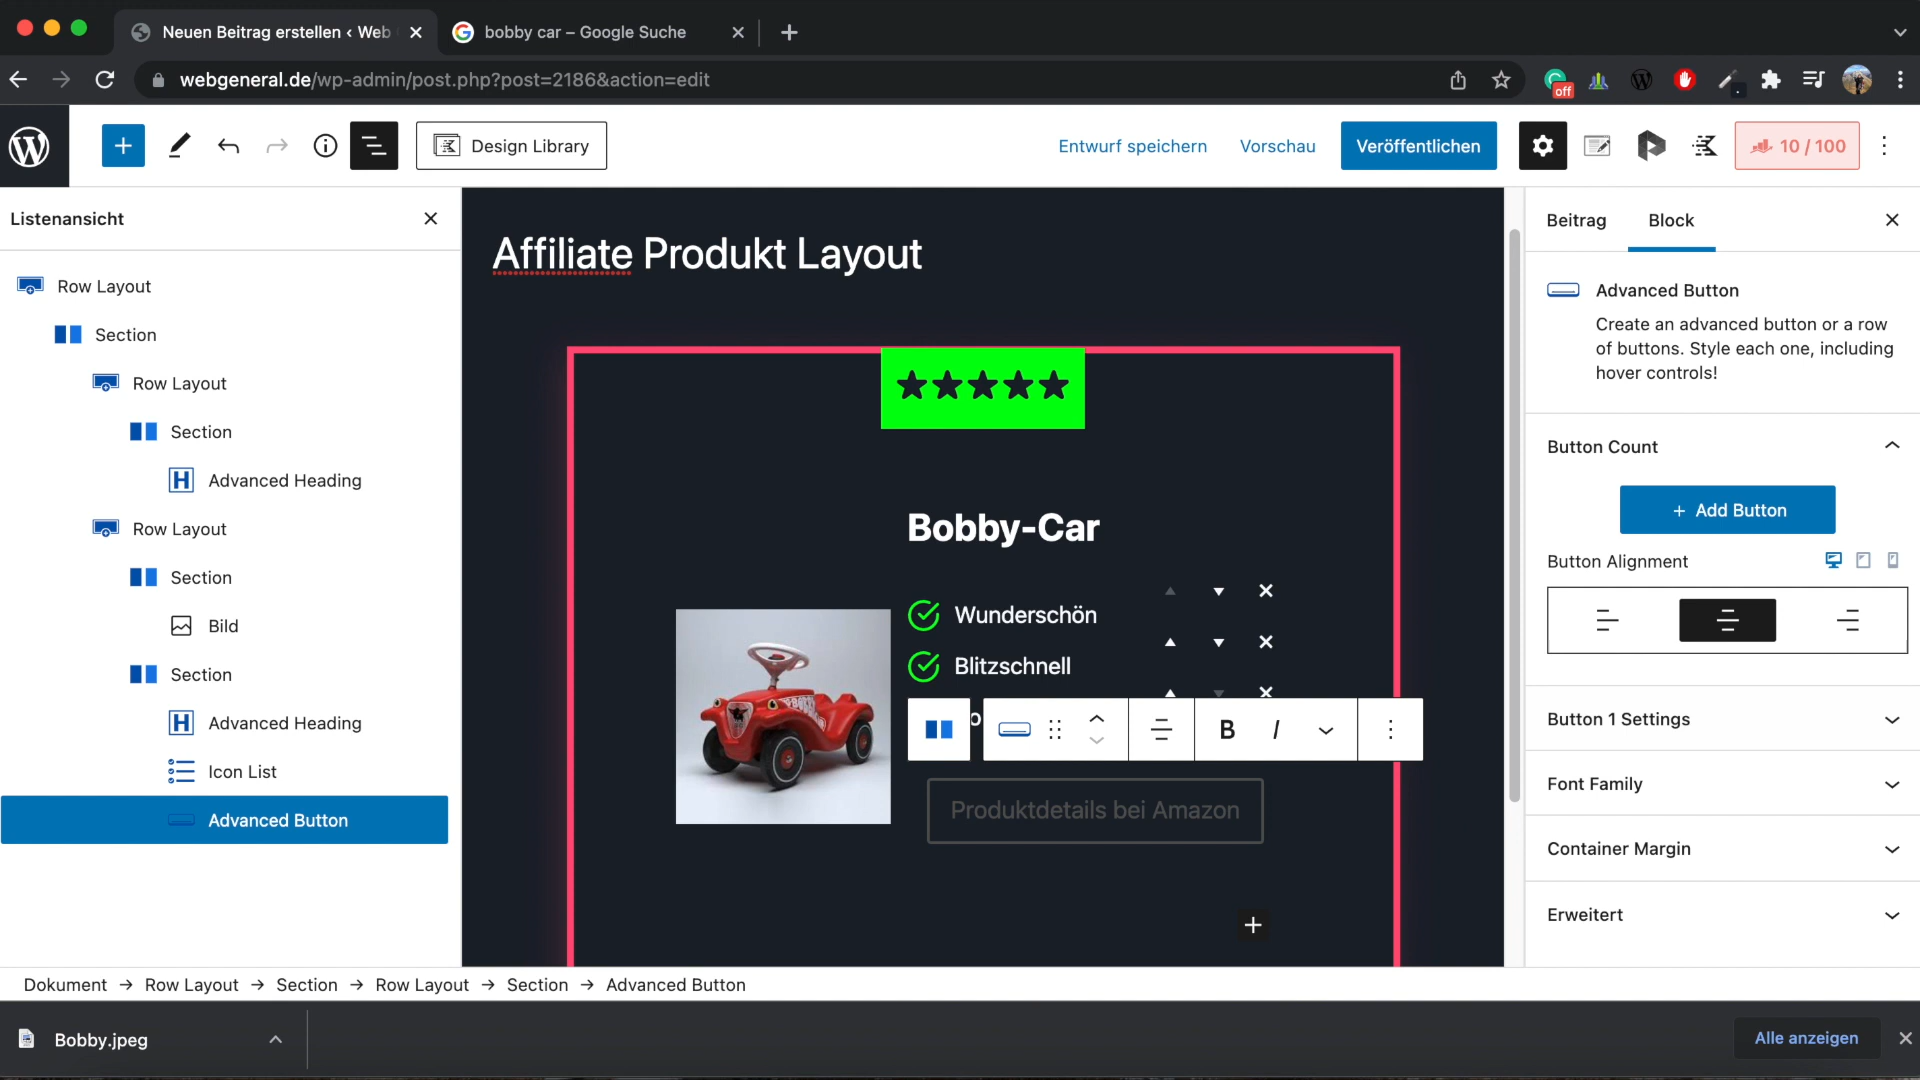 Neuen Beitrag erstellen ‹ Web
bobby car – Google Suche
webgeneral.de/wp-admin/post.php?post=2186&action=edit
off
Design Library
Entwurf speichern
Vorschau
Veröffentlichen
10 / 100
Listenansicht
Row Layout
Section
Row Layout
Section
Advanced Heading
Row Layout
Section
Bild
Section
Advanced Heading
Icon List
Advanced Button
Affiliate Produkt Layout
Bobby-Car
Wunderschön
Blitzschnell
B I
Produktdetails bei Amazon
Beitrag
Block
Advanced Button
Create an advanced button or a row
of buttons. Style each one, including
hover controls!
Button Count
+ Add Button
Button Alignment
Button 1 Settings
Font Family
Container Margin
Erweitert
Dokument → Row Layout → Section → Row Layout → Section → Advanced Button
Bobby.jpeg
Alle anzeigen